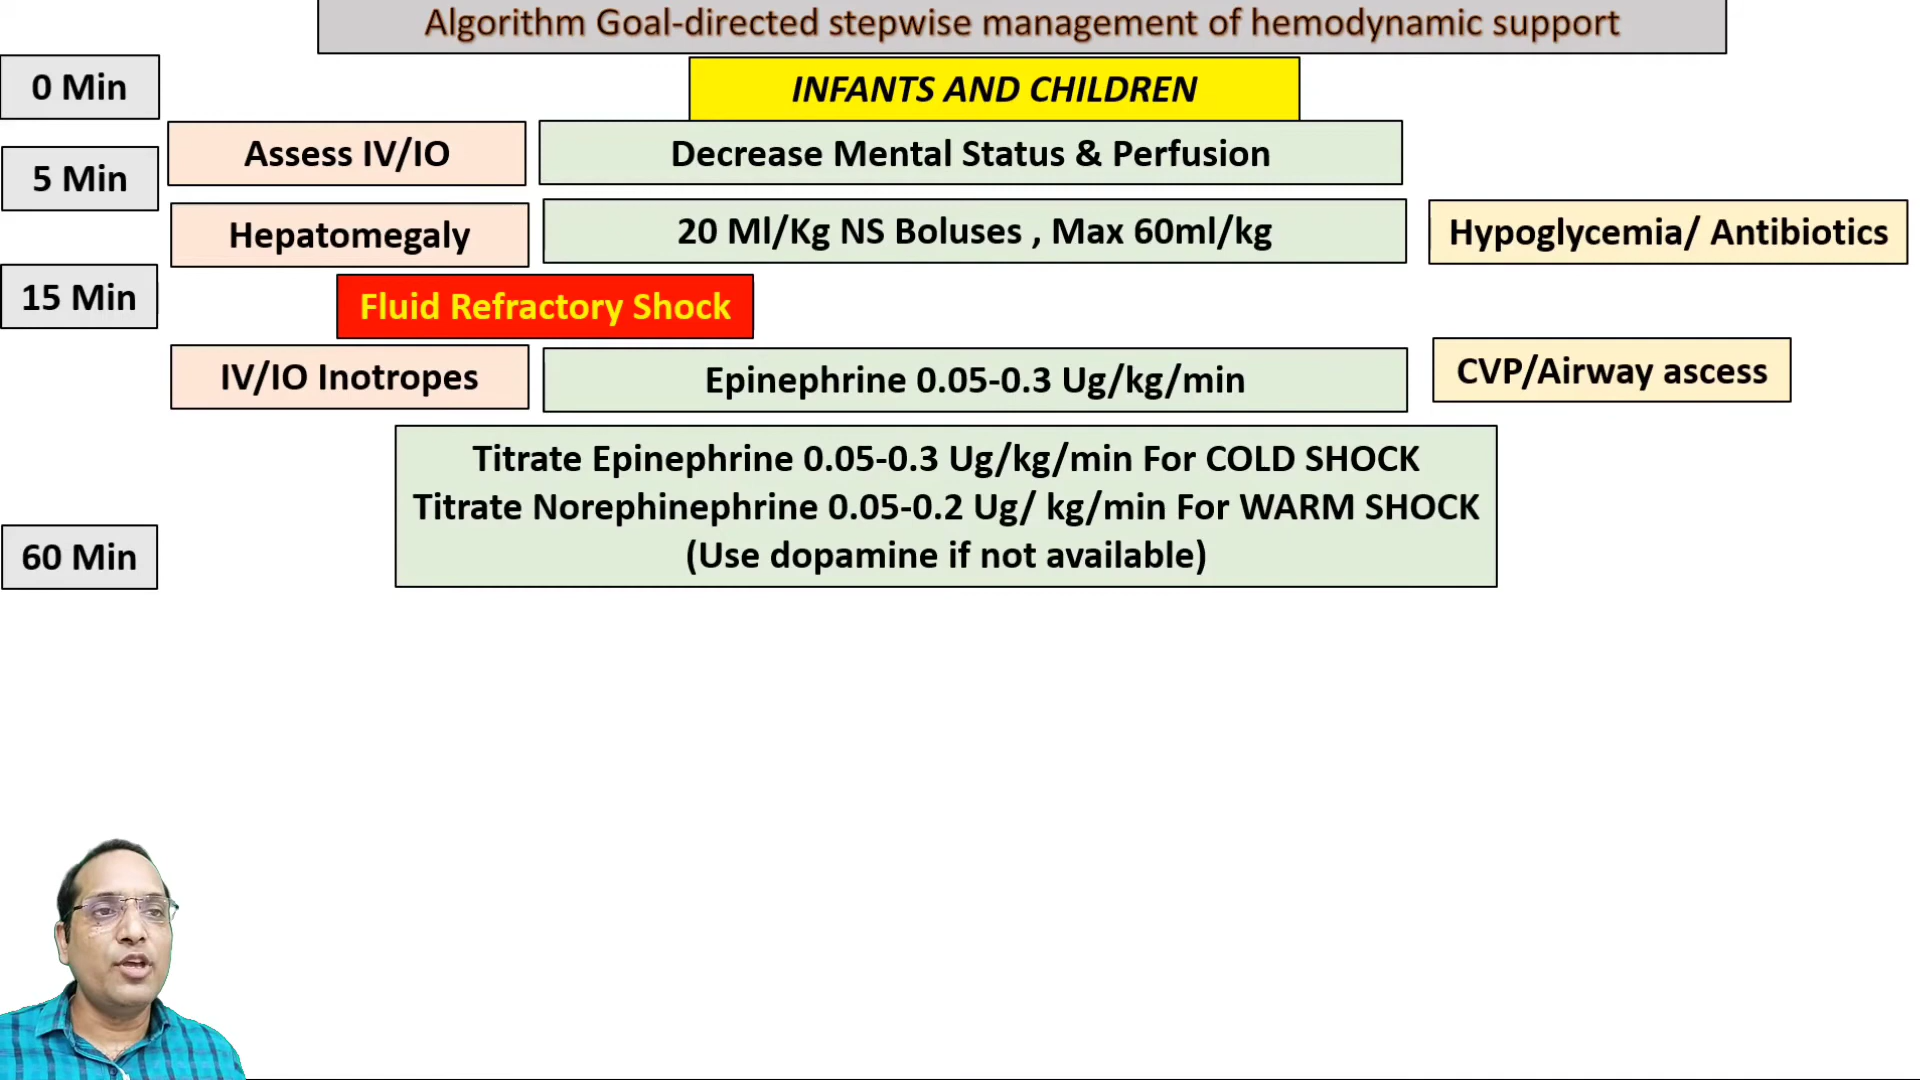 Algorithm Goal-directed stepwise management of hemodynamic support
0 Min
INFANTS AND CHILDREN
Assess IV/IO
Decrease Mental Status & Perfusion
5 Min
Hepatomegaly
20 Ml/Kg NS Boluses , Max 60ml/kg
Hypoglycemia/ Antibiotics
15 Min
Fluid Refractory Shock
IV/IO Inotropes
Epinephrine 0.05-0.3 Ug/kg/min
CVP/Airway ascess
Titrate Epinephrine 0.05-0.3 Ug/kg/min For COLD SHOCK
Titrate Norephinephrine 0.05-0.2 Ug/ kg/min For WARM SHOCK
(Use dopamine if not available)
60 Min